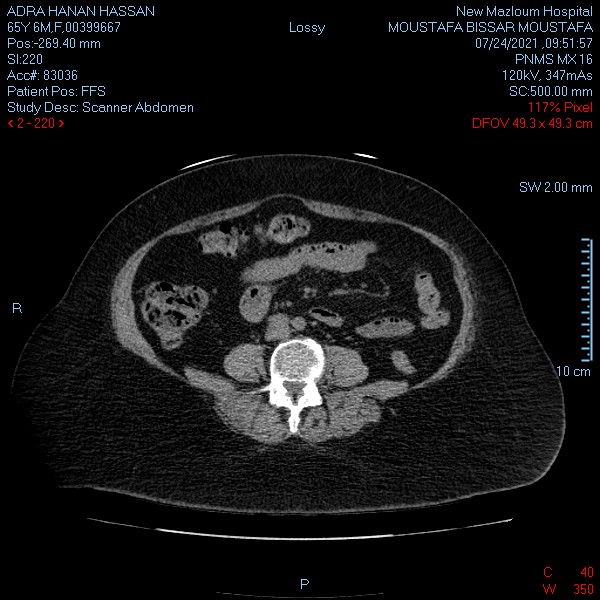 ADRA HANAN HASSAN
65Y 6M,F,00399667
Pos:-269.40 mm
SI:220
Acc#: 83036
Patient Pos: FFS
Study Desc: Scanner Abdomen
< 2 - 220 >
Lossy
New Mazloum Hospital
MOUSTAFA BISSAR MOUSTAFA
07/24/2021 ,09:51:57
PNMS MX 16
120kV, 347mAs
SC:500.00 mm
117% Pixel
DFOV 49.3 x 49.3 cm
SW 2.00 mm
R
10 cm
P
C 40
W 350